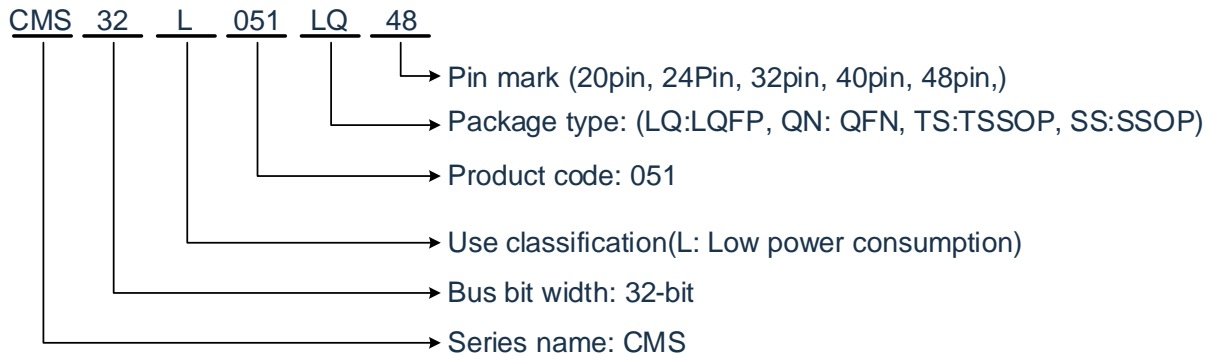 CMS 32 L 051 LQ 48
Pin mark (20pin, 24Pin, 32pin, 40pin, 48pin,)
Package type: (LQ:LQFP, QN: QFN, TS:TSSOP, SS:SSOP)
Product code: 051
Use classification(L: Low power consumption)
Bus bit width: 32-bit
Series name: CMS